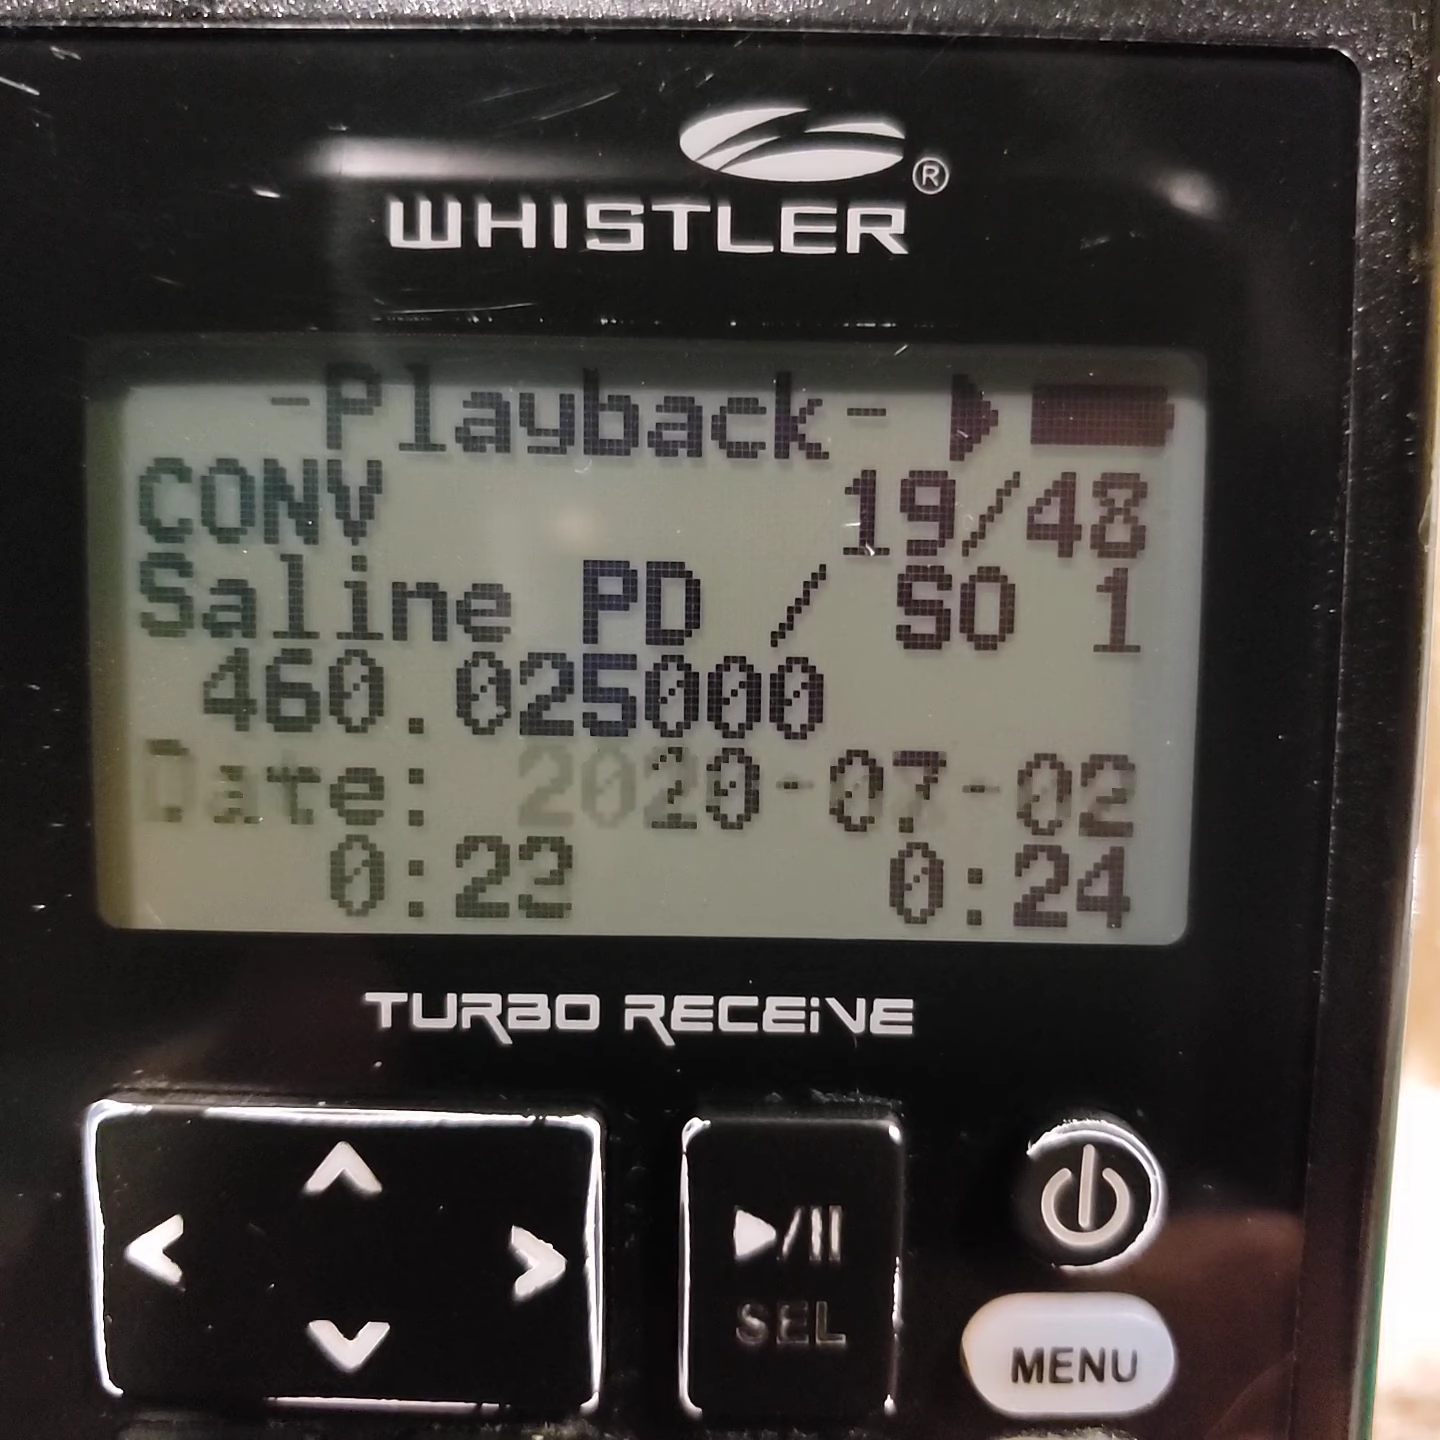 ®
WHISTLER
-Playback-
CONV 19/48
Saline PD / SO 1
460.025000
Date: 2020-07-02
0:23 0:24
TURBO RECEIVE
SEL
MENU